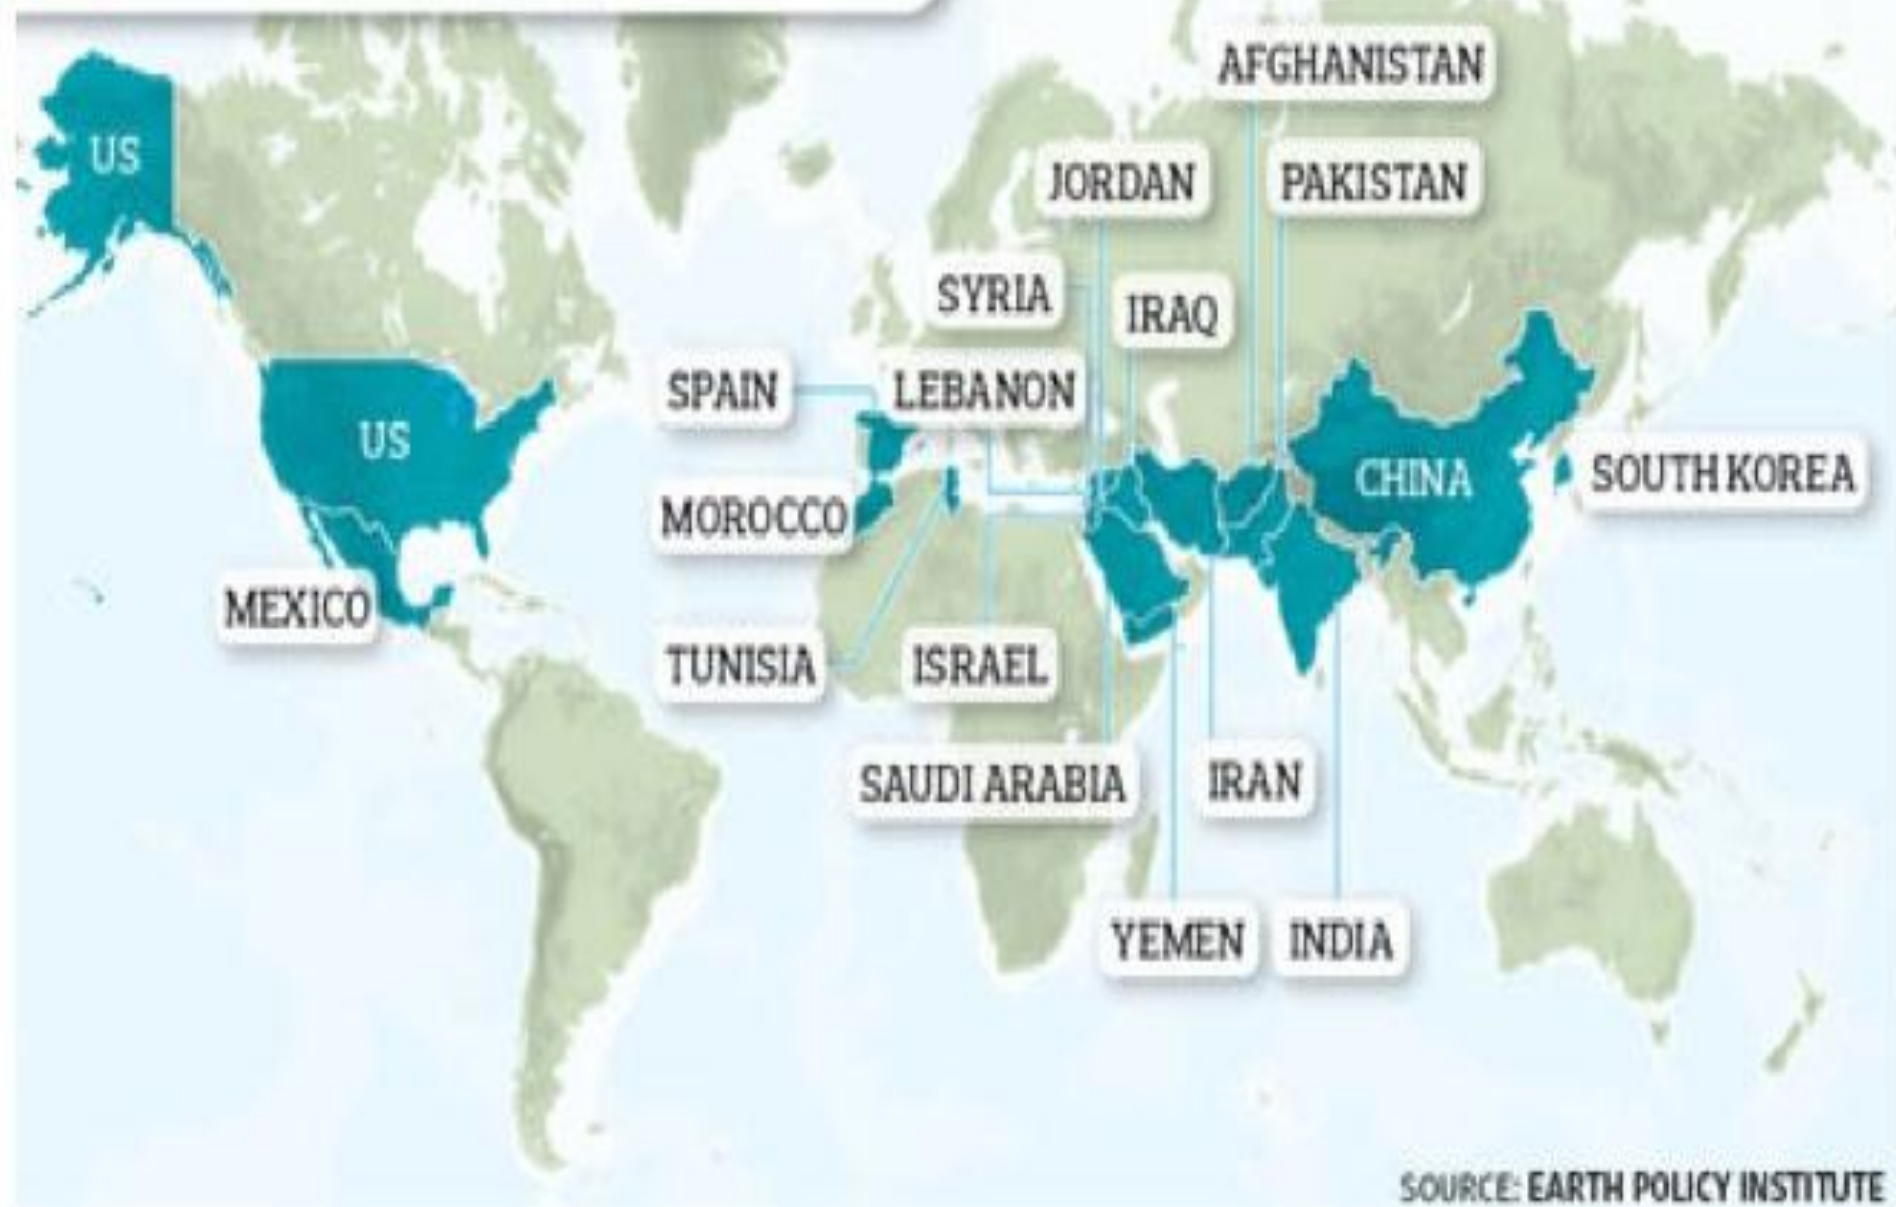 AFGHANISTAN
US
JORDAN
PAKISTAN
SYRIA
IRAQ
SPAIN
LEBANON
US
CHINA
SOUTH KOREA
MOROCCO
MEXICO
TUNISIA
ISRAEL
SAUDI ARABIA
IRAN
YEMEN
INDIA
SOURCE: EARTH POLICY INSTITUTE